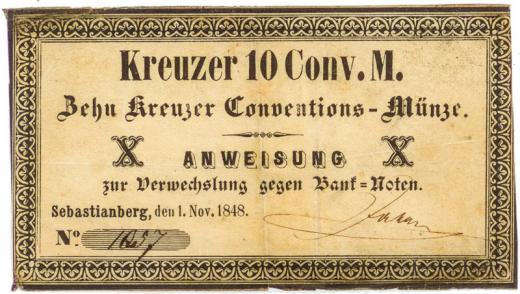 Kreuzer 10 Conv. M.
Zehn Kreuzer Conventions-Münze.
X ANWEISUNG X
zur Verwechslung gegen Bank-Noten.
Sebastianberg, den 1. Nov. 1848.
No.